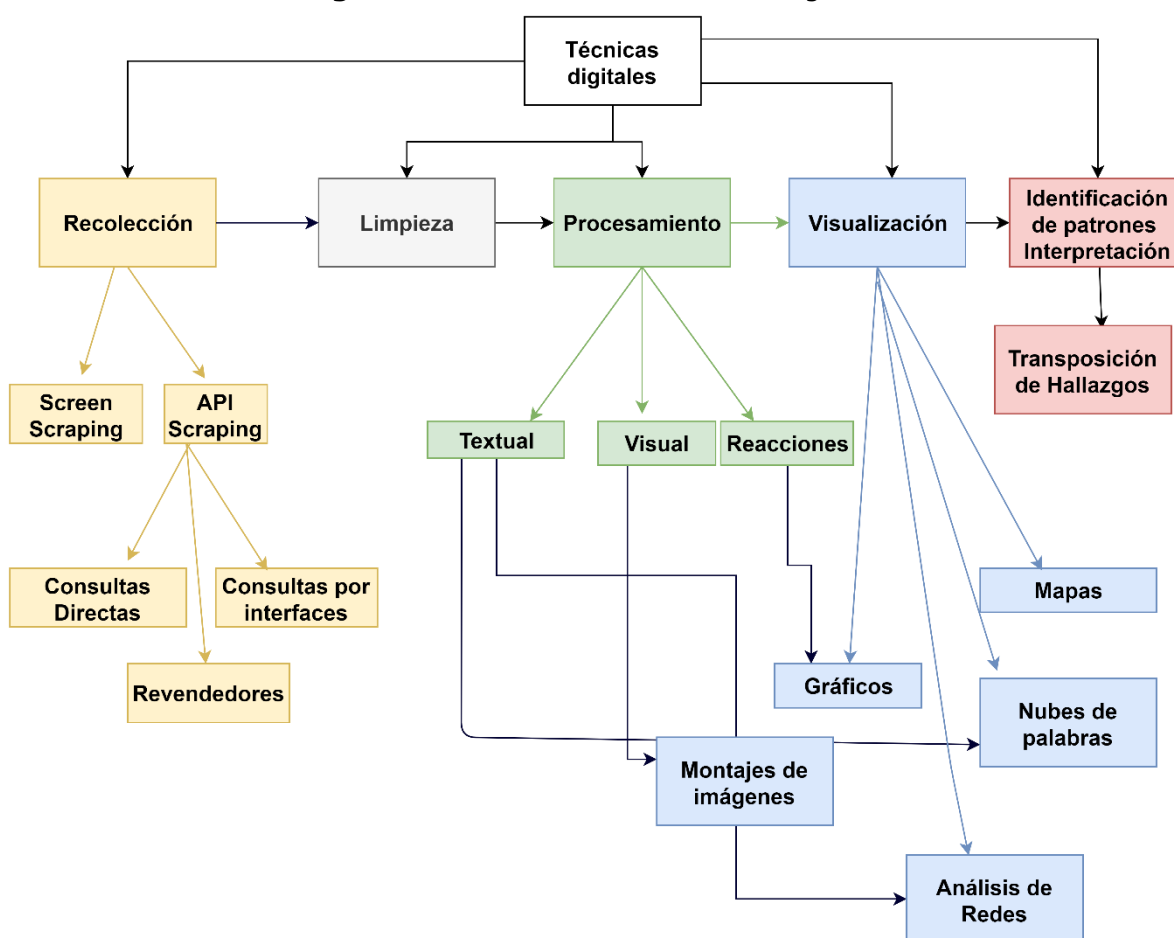 Técnicas
digitales
Recolección
Limpieza
Procesamiento
Visualización
Identificación
de patrones
Interpretación
Transposición
de Hallazgos
Screen
Scraping
API
Scraping
Textual
Visual
Reacciones
Consultas
Directas
Consultas por
interfaces
Mapas
Revendedores
Gráficos
Nubes de
palabras
Montajes de
imágenes
Análisis de
Redes